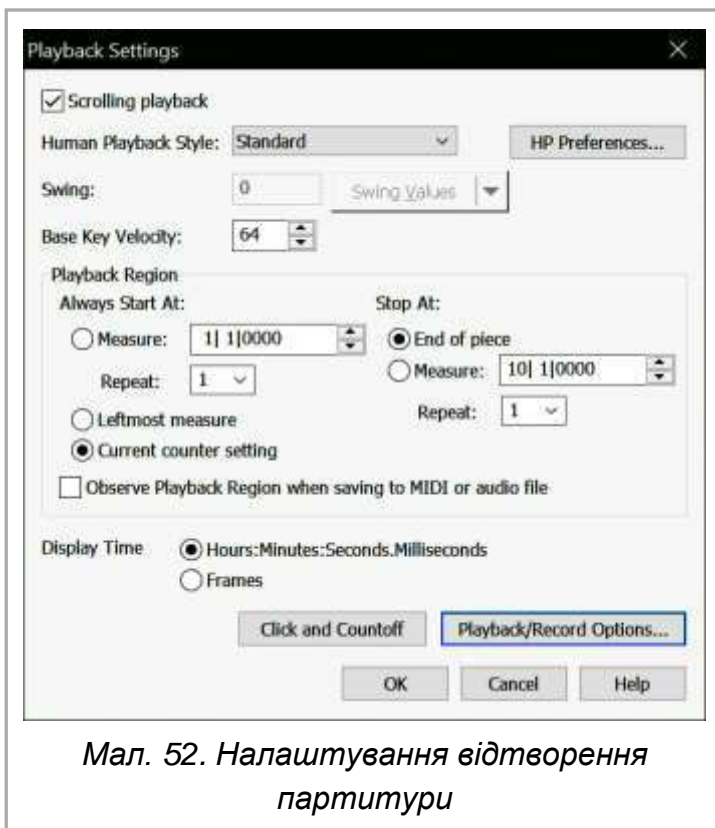 Playback Settings
Scrolling playback
Human Playback Style: Standard HP Preferences...
Swing: 0 Swing Values
Base Key Velocity: 64
Playback Region
Always Start At: Stop At:
Measure: 1| 1|0000 End of piece
Measure: 10| 1|0000
Repeat: 1
Repeat: 1
Leftmost measure
Current counter setting
Observe Playback Region when saving to MIDI or audio file
Display Time Hours:Minutes:Seconds.Milliseconds
Frames
Click and Countoff Playback/Record Options...
OK Cancel Help
Мал. 52. Налаштування відтворення
партитури